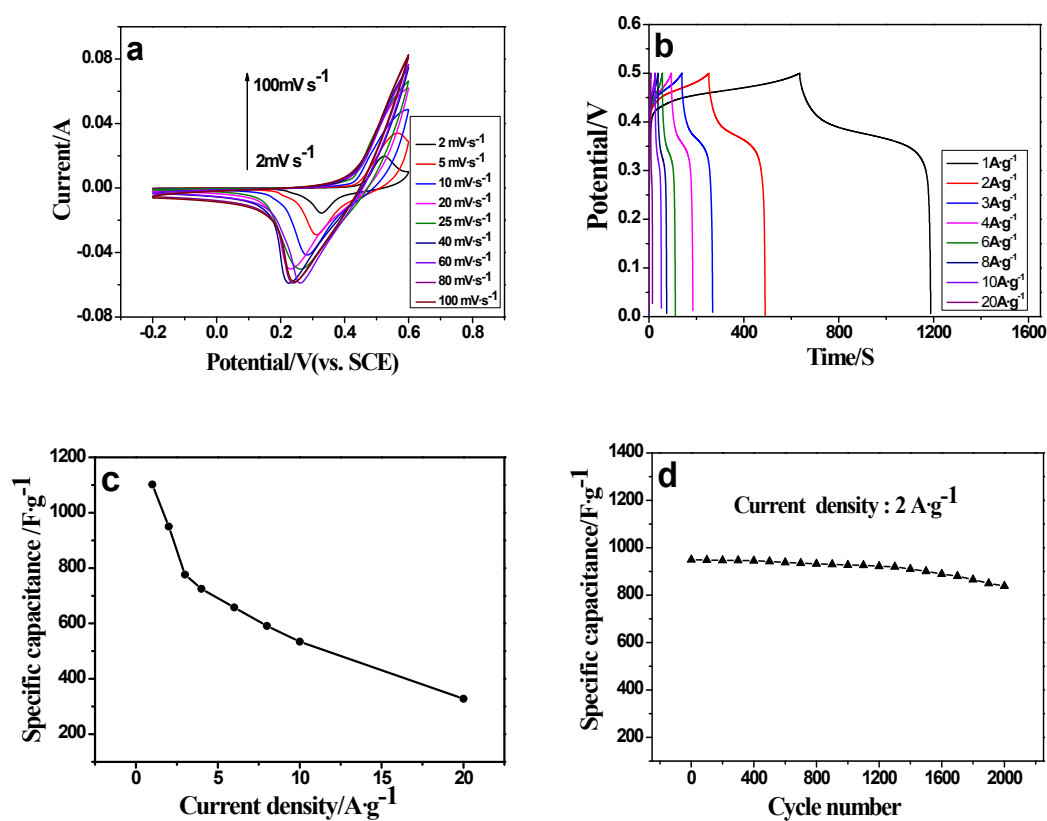 a
0.08
0.04
0.00
-0.04
-0.08
Current/A
100mV s⁻¹
2mV s⁻¹
2 mV·s⁻¹
5 mV·s⁻¹
10 mV·s⁻¹
20 mV·s⁻¹
25 mV·s⁻¹
40 mV·s⁻¹
60 mV·s⁻¹
80 mV·s⁻¹
100 mV·s⁻¹
-0.2 0.0 0.2 0.4 0.6
Potential/V(vs. SCE)
b
0.6
0.5
0.4
0.3
0.2
0.1
0.0
Potential/V
1A·g⁻¹
2A·g⁻¹
3A·g⁻¹
4A·g⁻¹
6A·g⁻¹
8A·g⁻¹
10A·g⁻¹
20A·g⁻¹
0 400 800 1200 1600
Time/S
c
1200
1000
800
600
400
200
Specific capacitance /F·g⁻¹
0 5 10 15 20
Current density/A·g⁻¹
d
1400
1200
1000
800
600
400
200
Specific capacitance/F·g⁻¹
Current density : 2 A·g⁻¹
0 400 800 1200 1600 2000
Cycle number